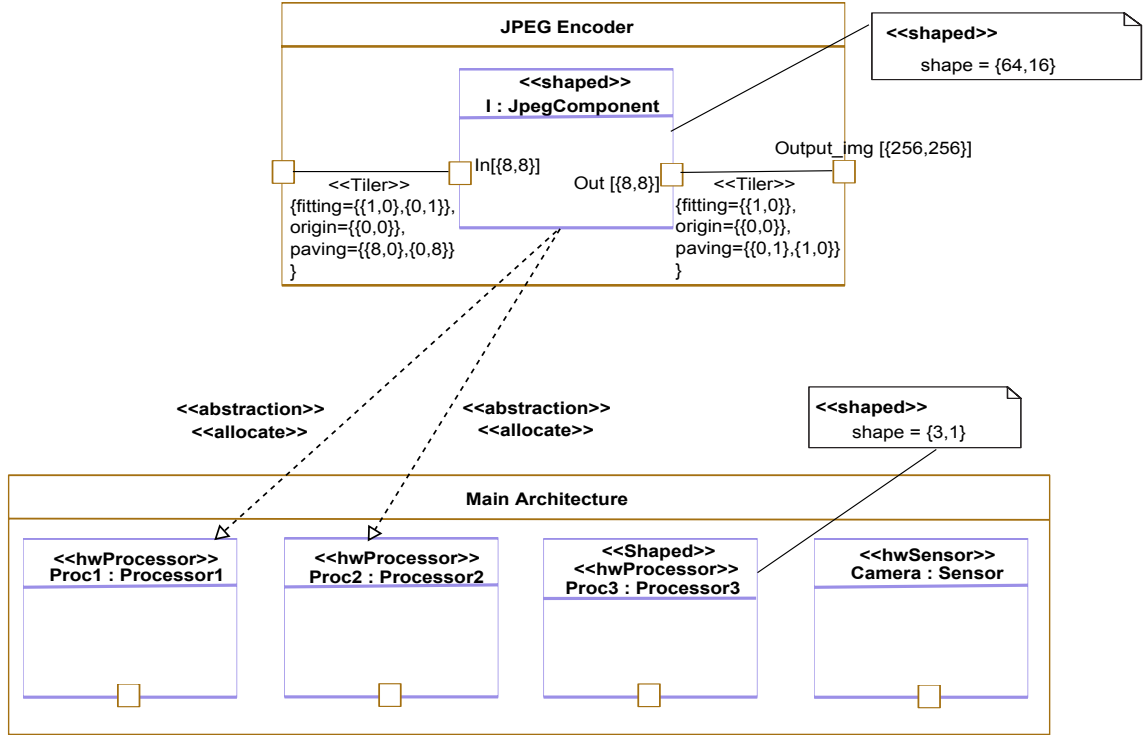 JPEG Encoder
<<shaped>>
shape = {64,16}
<<shaped>>
I : JpegComponent
In[{8,8}]
Out [{8,8}]
Output_img [{256,256}]
<<Tiler>>
{fitting={{1,0},{0,1}},
origin={{0,0}},
paving={{8,0},{0,8}}
}
<<Tiler>>
{fitting={{1,0}},
origin={{0,0}},
paving={{0,1},{1,0}}
}
<<abstraction>>
<<allocate>>
<<abstraction>>
<<allocate>>
<<shaped>>
shape = {3,1}
Main Architecture
<<hwProcessor>>
Proc1 : Processor1
<<hwProcessor>>
Proc2 : Processor2
<<Shaped>>
<<hwProcessor>>
Proc3 : Processor3
<<hwSensor>>
Camera : Sensor